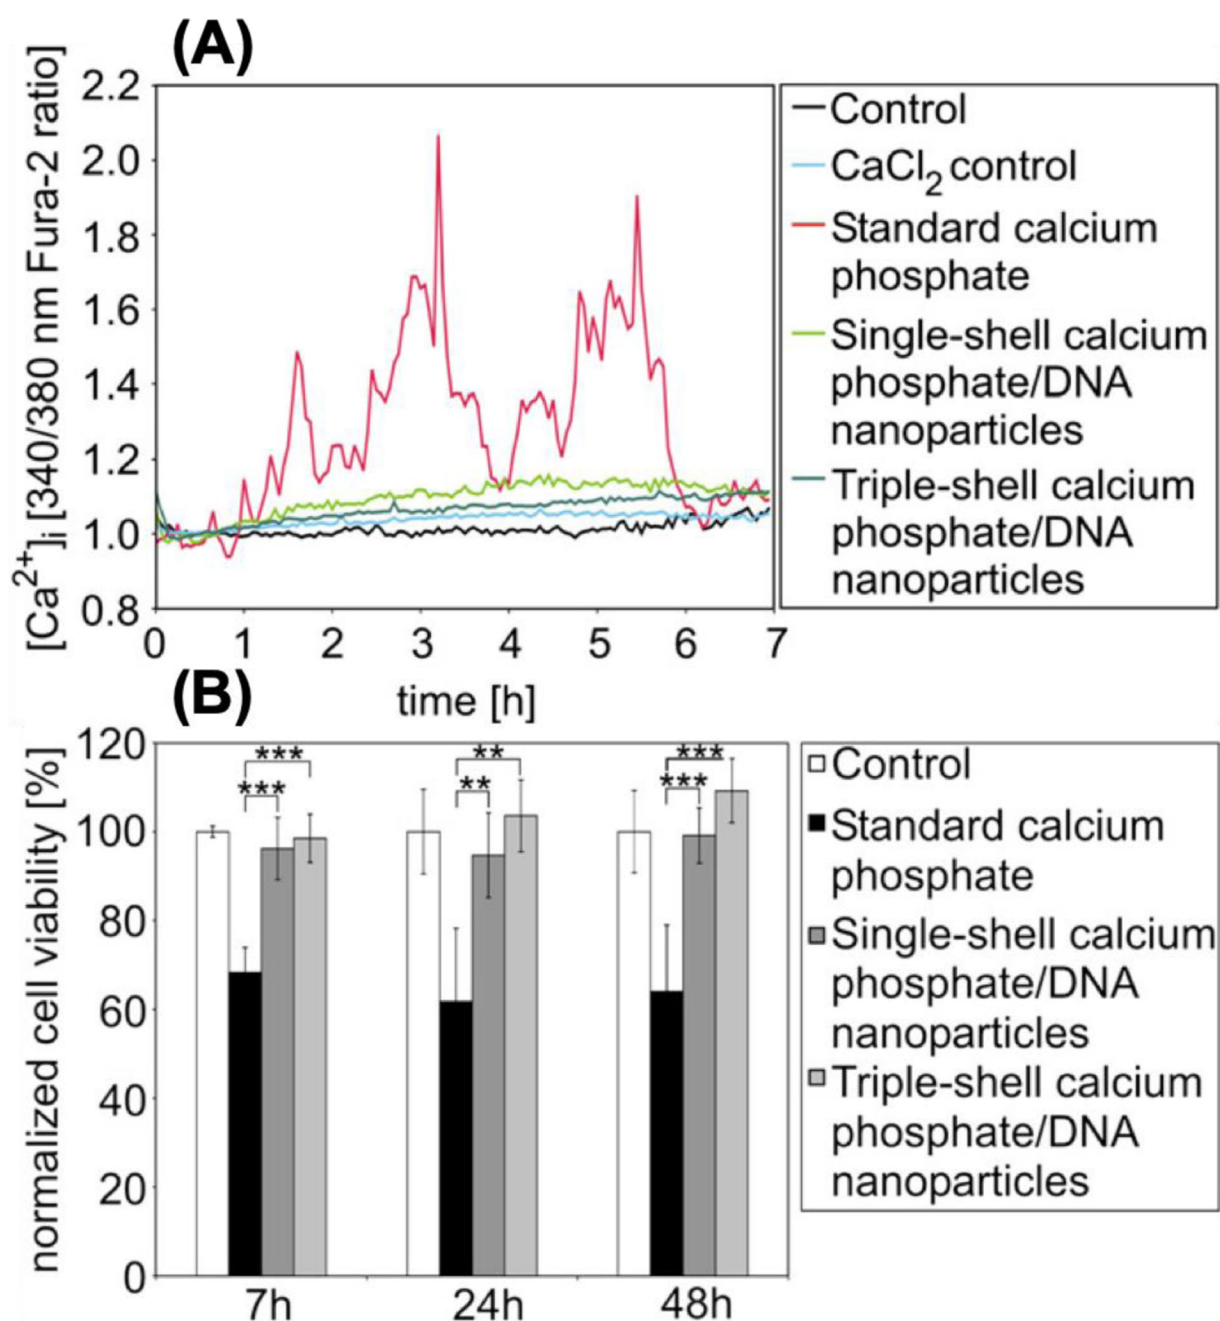 (A)
[Ca²⁺]ᵢ [340/380 nm Fura-2 ratio]
2.2
2.0
1.8
1.6
1.4
1.2
1.0
0.8
0 1 2 3 4 5 6 7
time [h]
Control
CaCl₂ control
Standard calcium
phosphate
Single-shell calcium
phosphate/DNA
nanoparticles
Triple-shell calcium
phosphate/DNA
nanoparticles
(B)
normalized cell viability [%]
120
100
80
60
40
20
0
*** ** ***
*** ** ***
7h 24h 48h
Control
Standard calcium
phosphate
Single-shell calcium
phosphate/DNA
nanoparticles
Triple-shell calcium
phosphate/DNA
nanoparticles